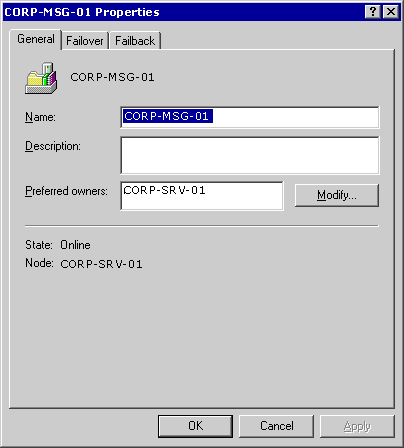 CORP-MSG-01 Properties
General Failover Failback
CORP-MSG-01
Name: CORP-MSG-01
Description:
Preferred owners: CORP-SRV-01 Modify...
State: Online
Node: CORP-SRV-01
OK Cancel Apply